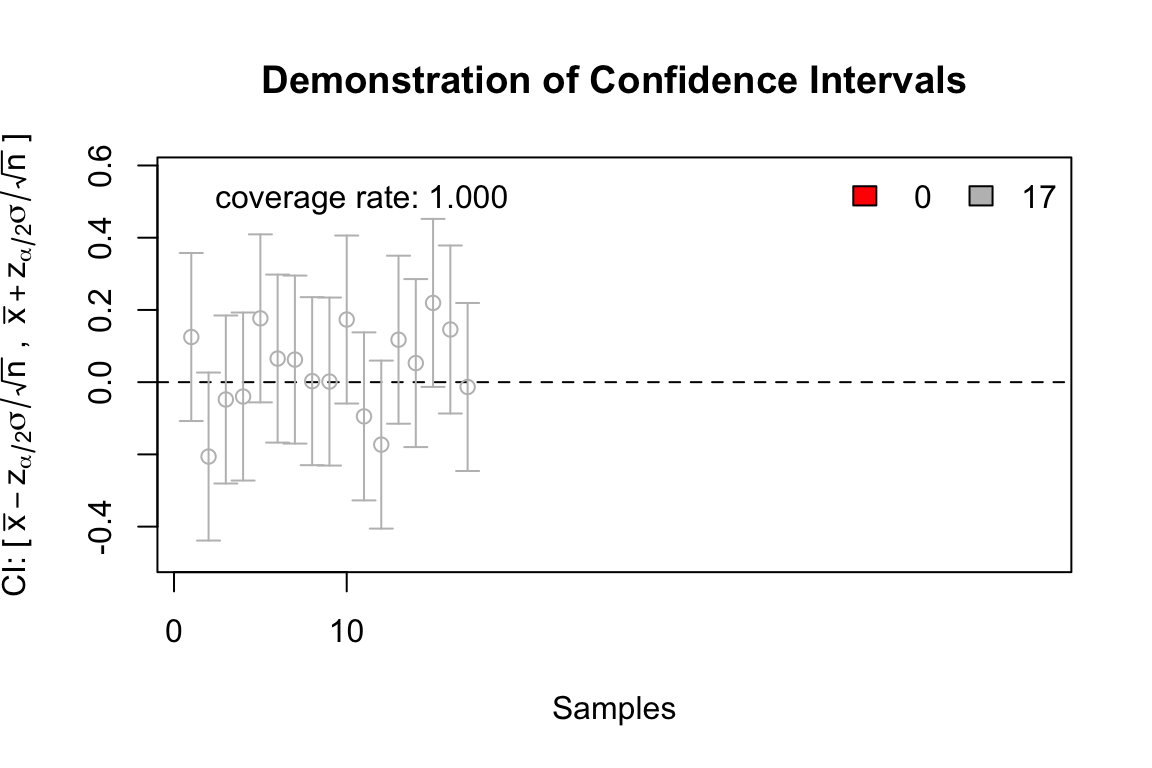 Demonstration of Confidence Intervals
CI: [ x̅ − zα/2σ/√n , x̅ + zα/2σ/√n ]
0.6
0.4
0.2
0.0
-0.4
coverage rate: 1.000
0 17
0 10
Samples